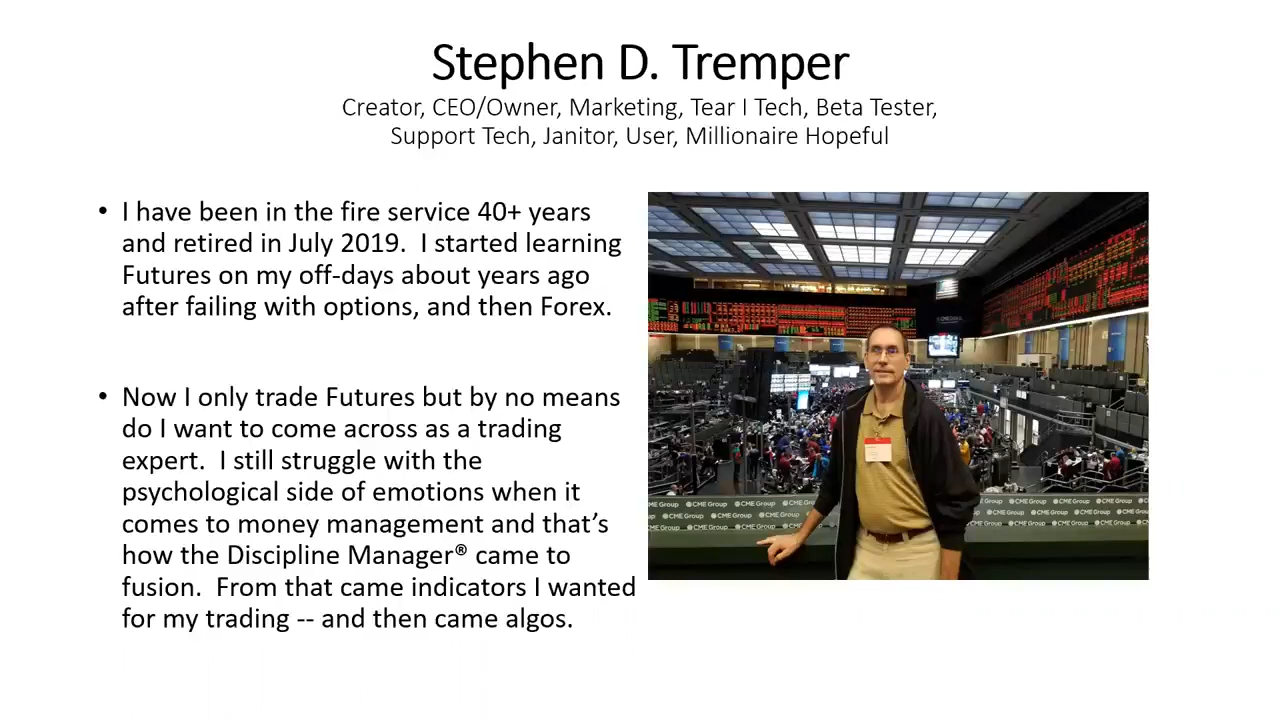 Stephen D. Tremper
Creator, CEO/Owner, Marketing, Tear I Tech, Beta Tester,
Support Tech, Janitor, User, Millionaire Hopeful
• I have been in the fire service 40+ years
and retired in July 2019.  I started learning
Futures on my off-days about years ago
after failing with options, and then Forex.
• Now I only trade Futures but by no means
do I want to come across as a trading
expert.  I still struggle with the
psychological side of emotions when it
comes to money management and that’s
how the Discipline Manager® came to
fusion.  From that came indicators I wanted
for my trading -- and then came algos.
CME Group